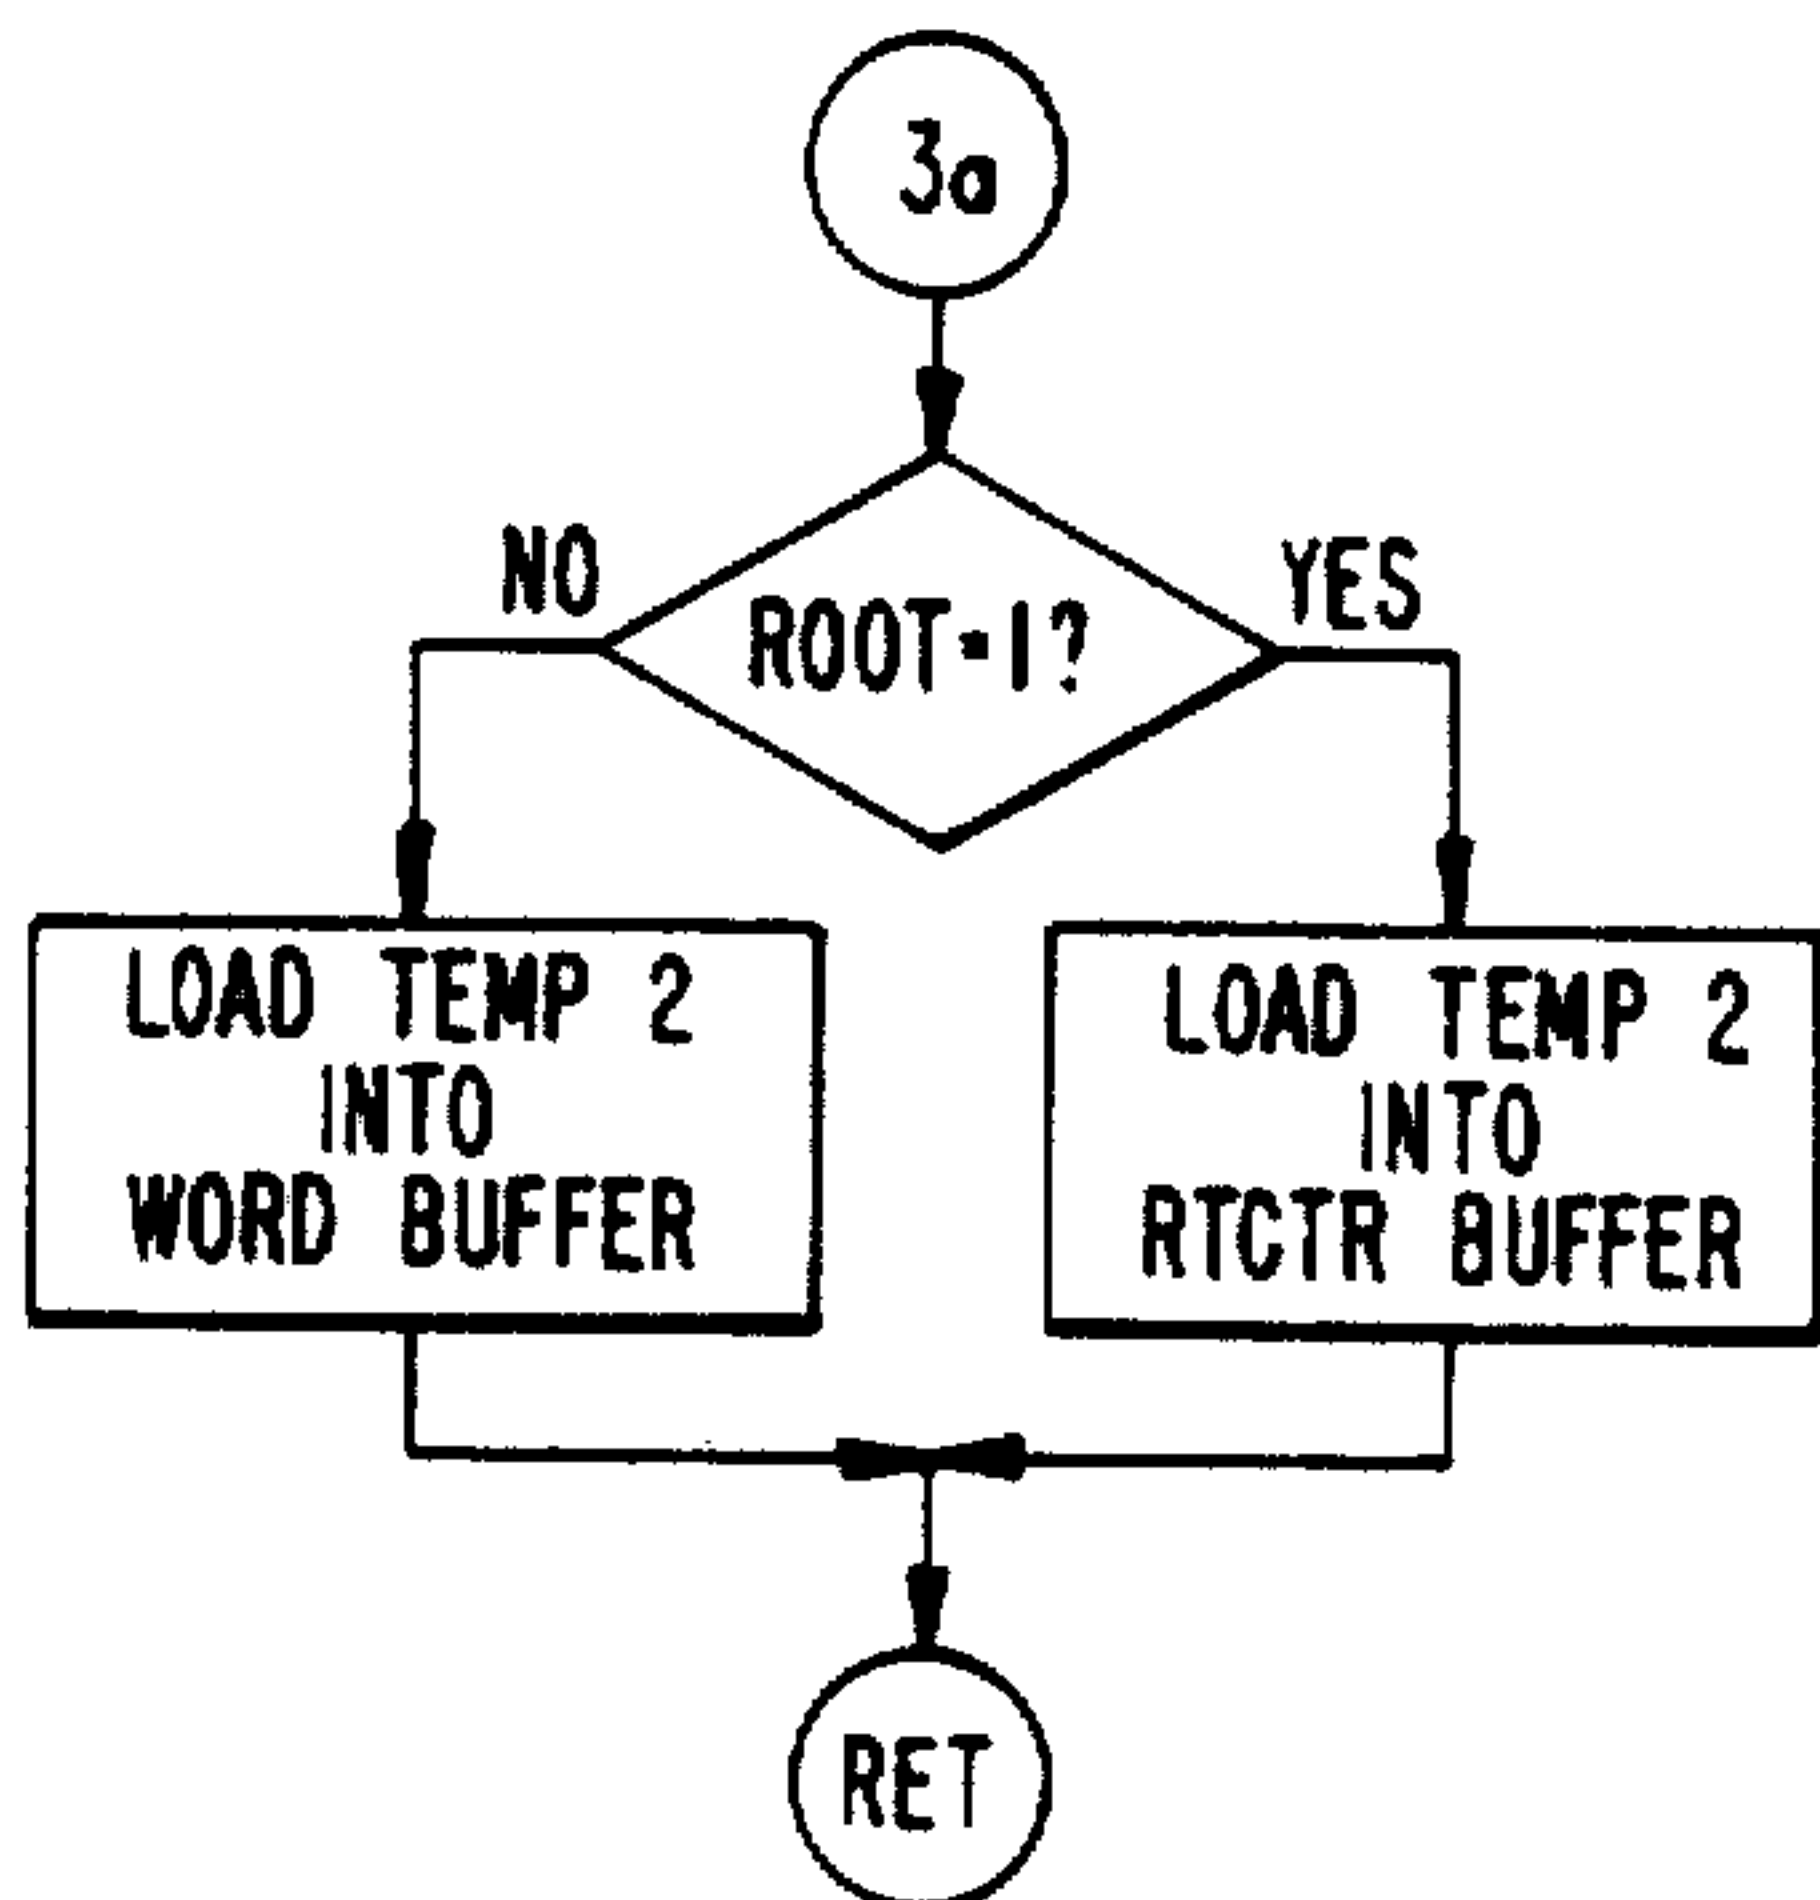 3a
NO
YES
ROOT=1?
LOAD TEMP 2
INTO
WORD BUFFER
LOAD TEMP 2
INTO
RTCTR BUFFER
RET